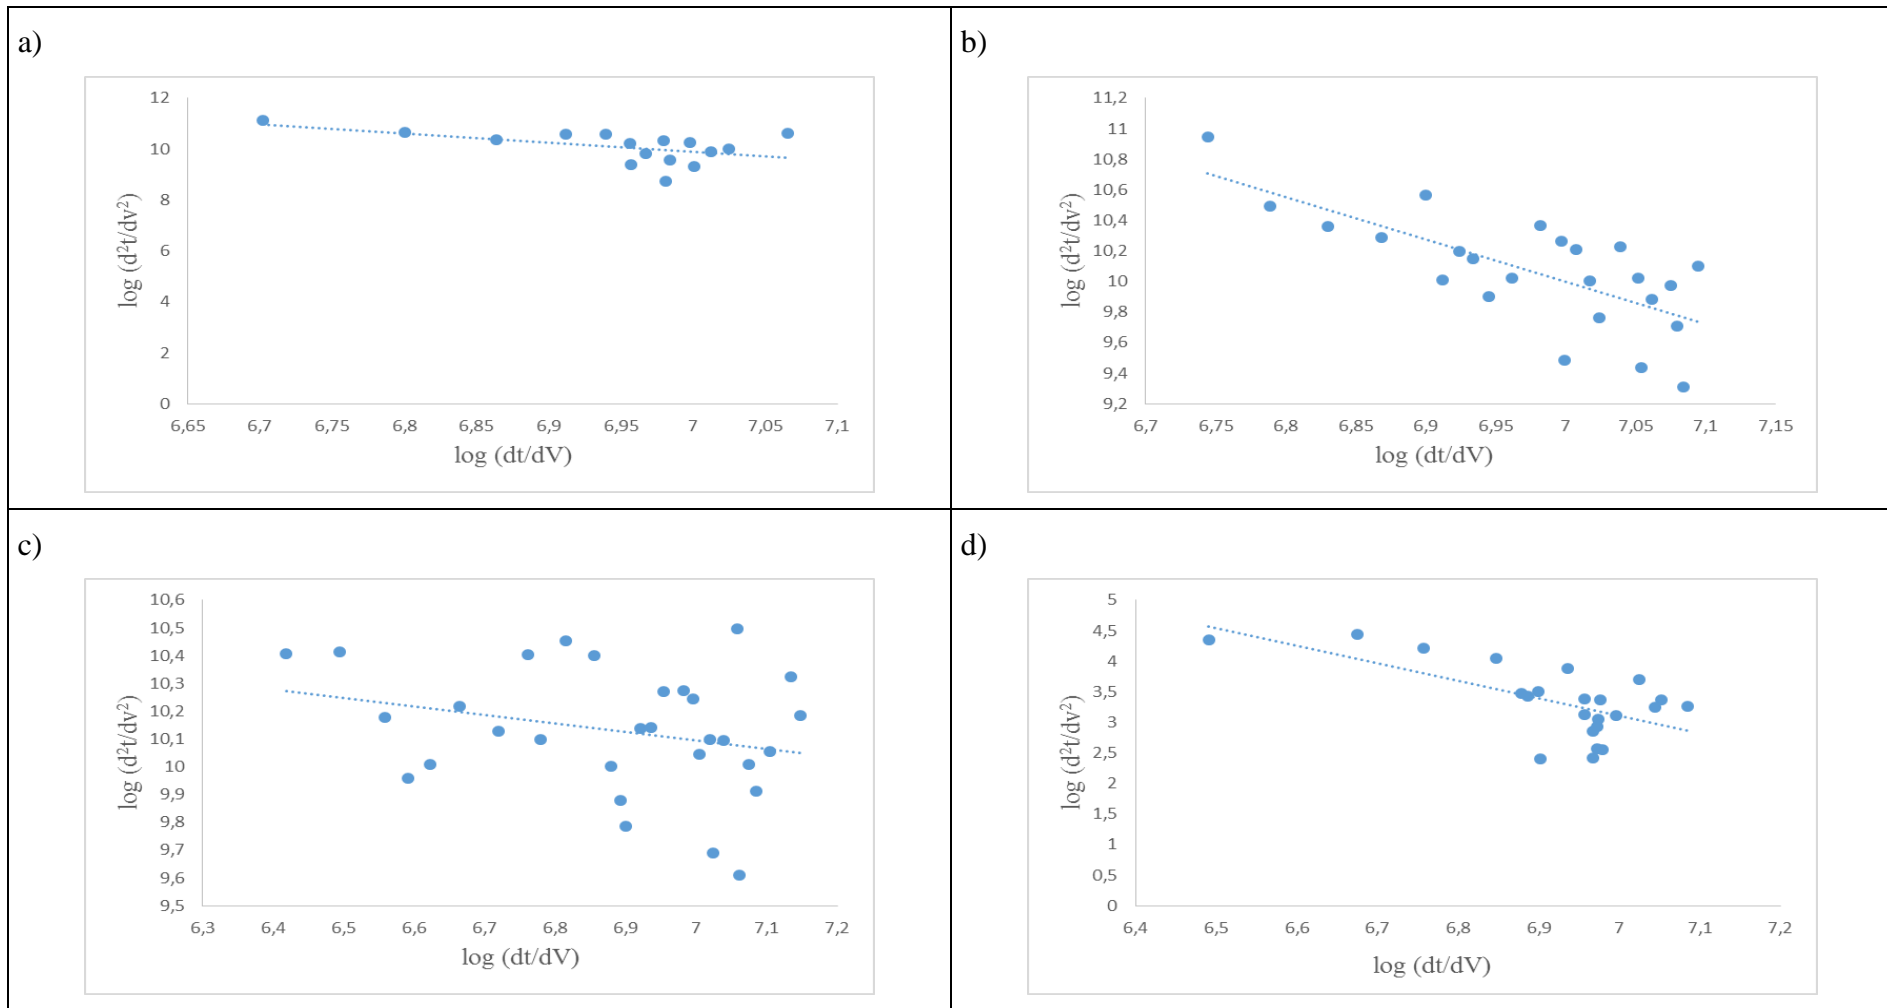 a)
12
10
8
6
4
2
0
log (d²t/dv²)
6,65 6,7 6,75 6,8 6,85 6,9 6,95 7 7,05 7,1
log (dt/dV)
b)
11,2
11
10,8
10,6
10,4
10,2
10
9,8
9,6
9,4
9,2
log (d²t/dv²)
6,7 6,75 6,8 6,85 6,9 6,95 7 7,05 7,1 7,15
log (dt/dV)
c)
10,6
10,5
10,4
10,3
10,2
10,1
10
9,9
9,8
9,7
9,6
9,5
log (d²t/dv²)
6,3 6,4 6,5 6,6 6,7 6,8 6,9 7 7,1 7,2
log (dt/dV)
d)
5
4,5
4
3,5
3
2,5
2
1,5
1
0,5
0
log (d²t/dv²)
6,4 6,5 6,6 6,7 6,8 6,9 7 7,1 7,2
log (dt/dV)